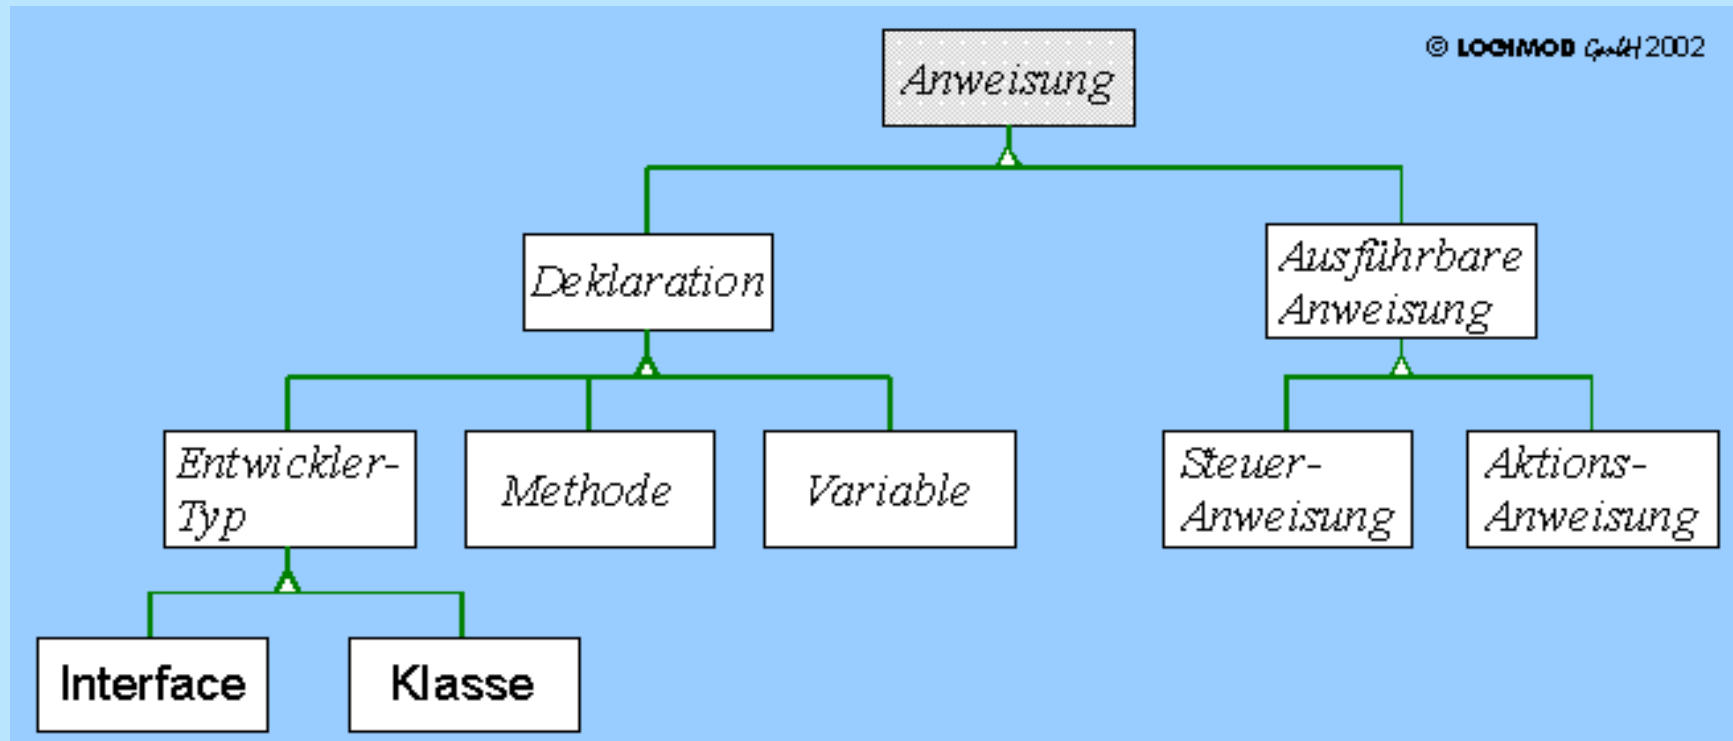 Anweisung
© LOGIMOD GmbH 2002
Deklaration
Ausführbare
Anweisung
Entwickler-
Typ
Methode
Variable
Steuer-
Anweisung
Aktions-
Anweisung
Interface
Klasse